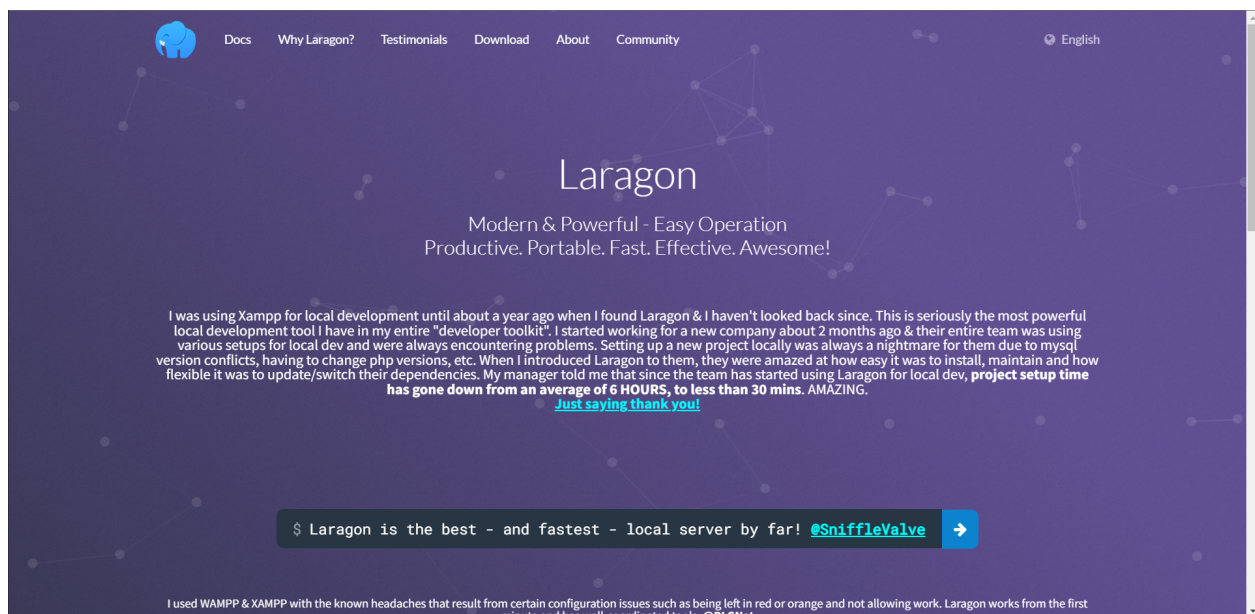 Docs Why Laragon? Testimonials Download About Community English
Laragon
Modern & Powerful - Easy Operation
Productive. Portable. Fast. Effective. Awesome!
I was using Xampp for local development until about a year ago when I found Laragon & I haven't looked back since. This is seriously the most powerful
local development tool I have in my entire "developer toolkit". I started working for a new company about 2 months ago & their entire team was using
various setups for local dev and were always encountering problems. Setting up a new project locally was always a nightmare for them due to mysql
version conflicts, having to change php versions, etc. When I introduced Laragon to them, they were amazed at how easy it was to install, maintain and how
flexible it was to update/switch their dependencies. My manager told me that since the team has started using Laragon for local dev, project setup time
has gone down from an average of 6 HOURS, to less than 30 mins. AMAZING.
Just saying thank you!
$ Laragon is the best - and fastest - local server by far! @SniffleValve
I used WAMPP & XAMPP with the known headaches that result from certain configuration issues such as being left in red or orange and not allowing work. Laragon works from the first